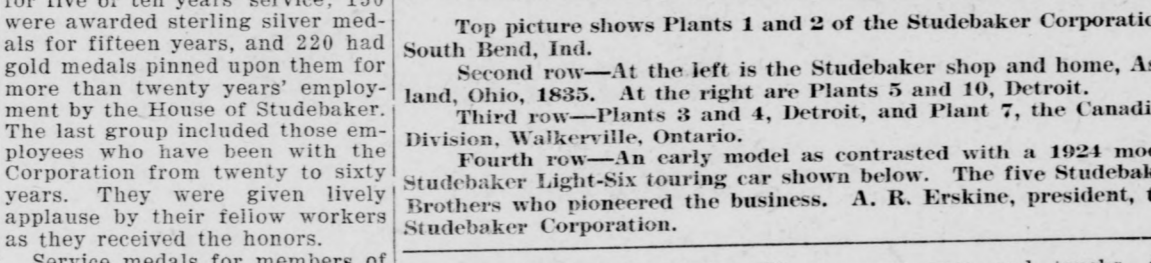 for five or ten years' service, 150
were awarded sterling silver med-
als for fifteen years, and 220 had
gold medals pinned upon them for
more than twenty years' employ-
ment by the House of Studebaker.
The last group included those em-
ployees who have been with the
Corporation from twenty to sixty
years. They were given lively
applause by their fellow workers
as they received the honors.
Service medals for members of
Top picture shows Plants 1 and 2 of the Studebaker Corporatio
South Bend, Ind.
Second row—At the left is the Studebaker shop and home, As
land, Ohio, 1835. At the right are Plants 5 and 10, Detroit.
Third row—Plants 3 and 4, Detroit, and Plant 7, the Canadi
Division, Walkerville, Ontario.
Fourth row—An early model as contrasted with a 1924 mod
Studebaker Light-Six touring car shown below. The five Studebak
Brothers who pioneered the business. A. R. Erskine, president, t
Studebaker Corporation.